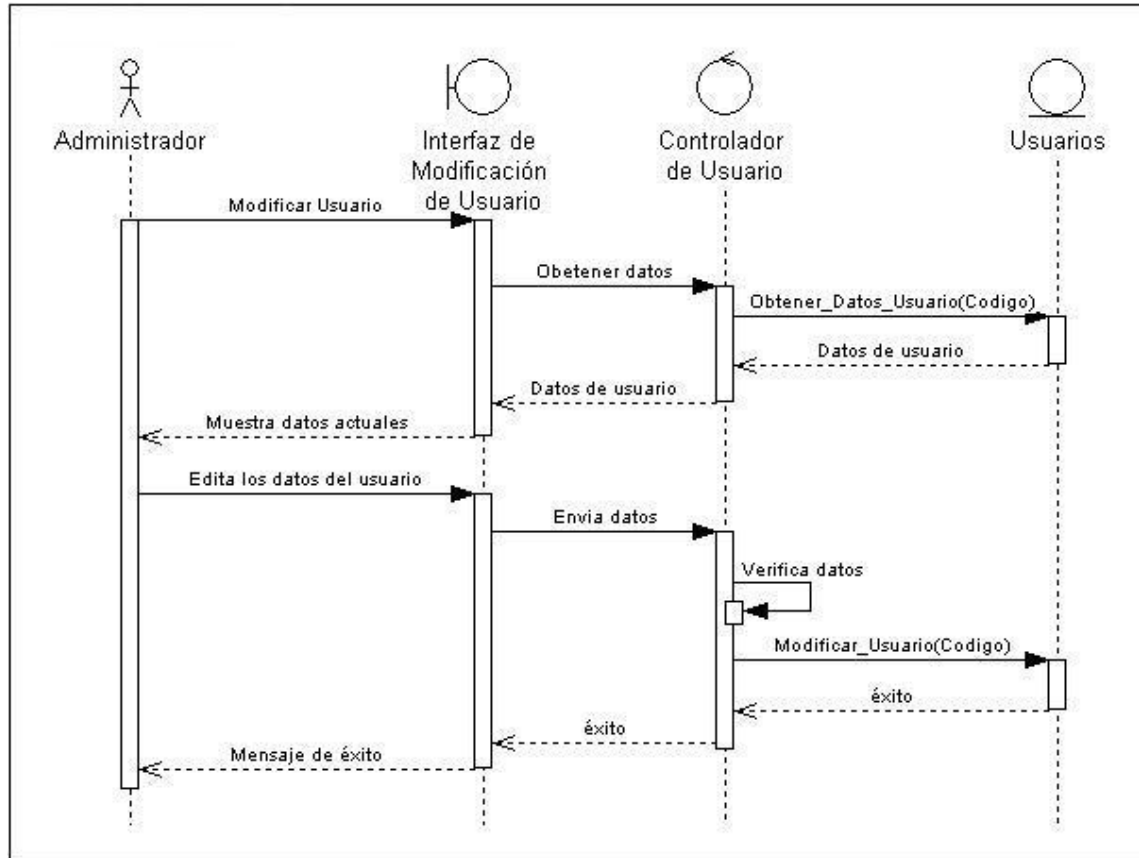 Administrador
Interfaz de
Modificación
de Usuario
Controlador
de Usuario
Usuarios
Modificar Usuario
Obetener datos
Obtener_Datos_Usuario(Codigo)
Datos de usuario
Datos de usuario
Muestra datos actuales
Edita los datos del usuario
Envia datos
Verifica datos
Modificar_Usuario(Codigo)
éxito
éxito
Mensaje de éxito